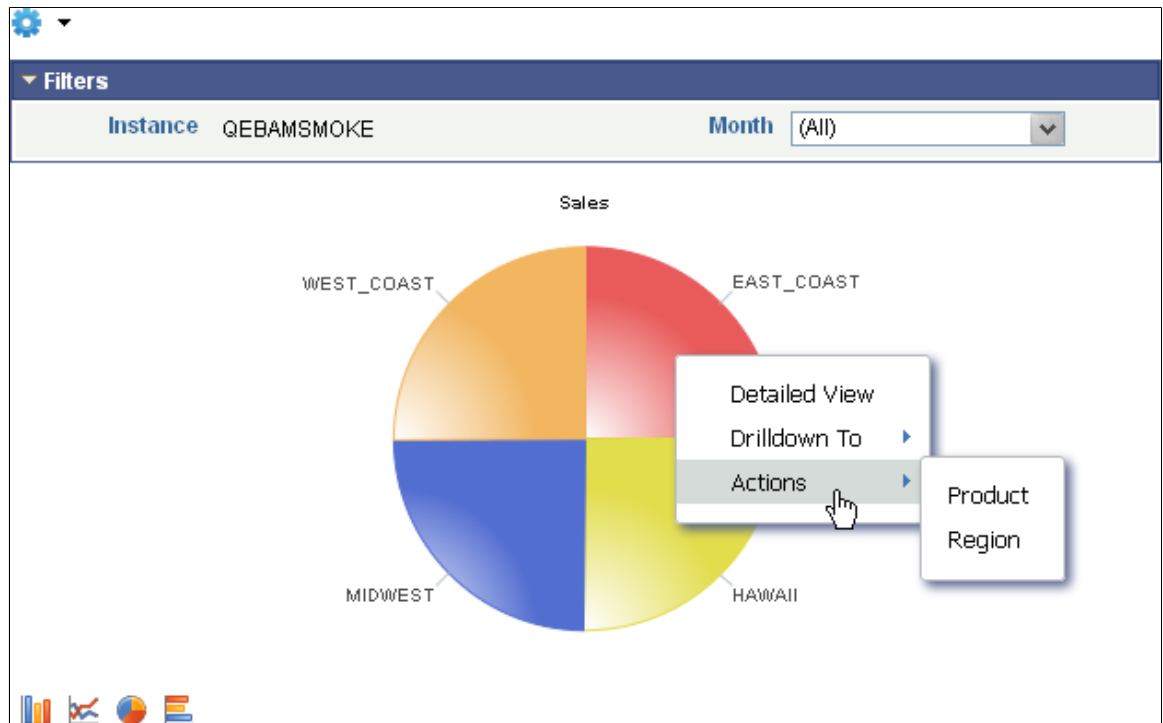 Filters
Instance QEBAMSMOKE Month (All)
Sales
WEST_COAST EAST_COAST
Detailed View
Drilldown To
Actions
Product
Region
MIDWEST HAWAII